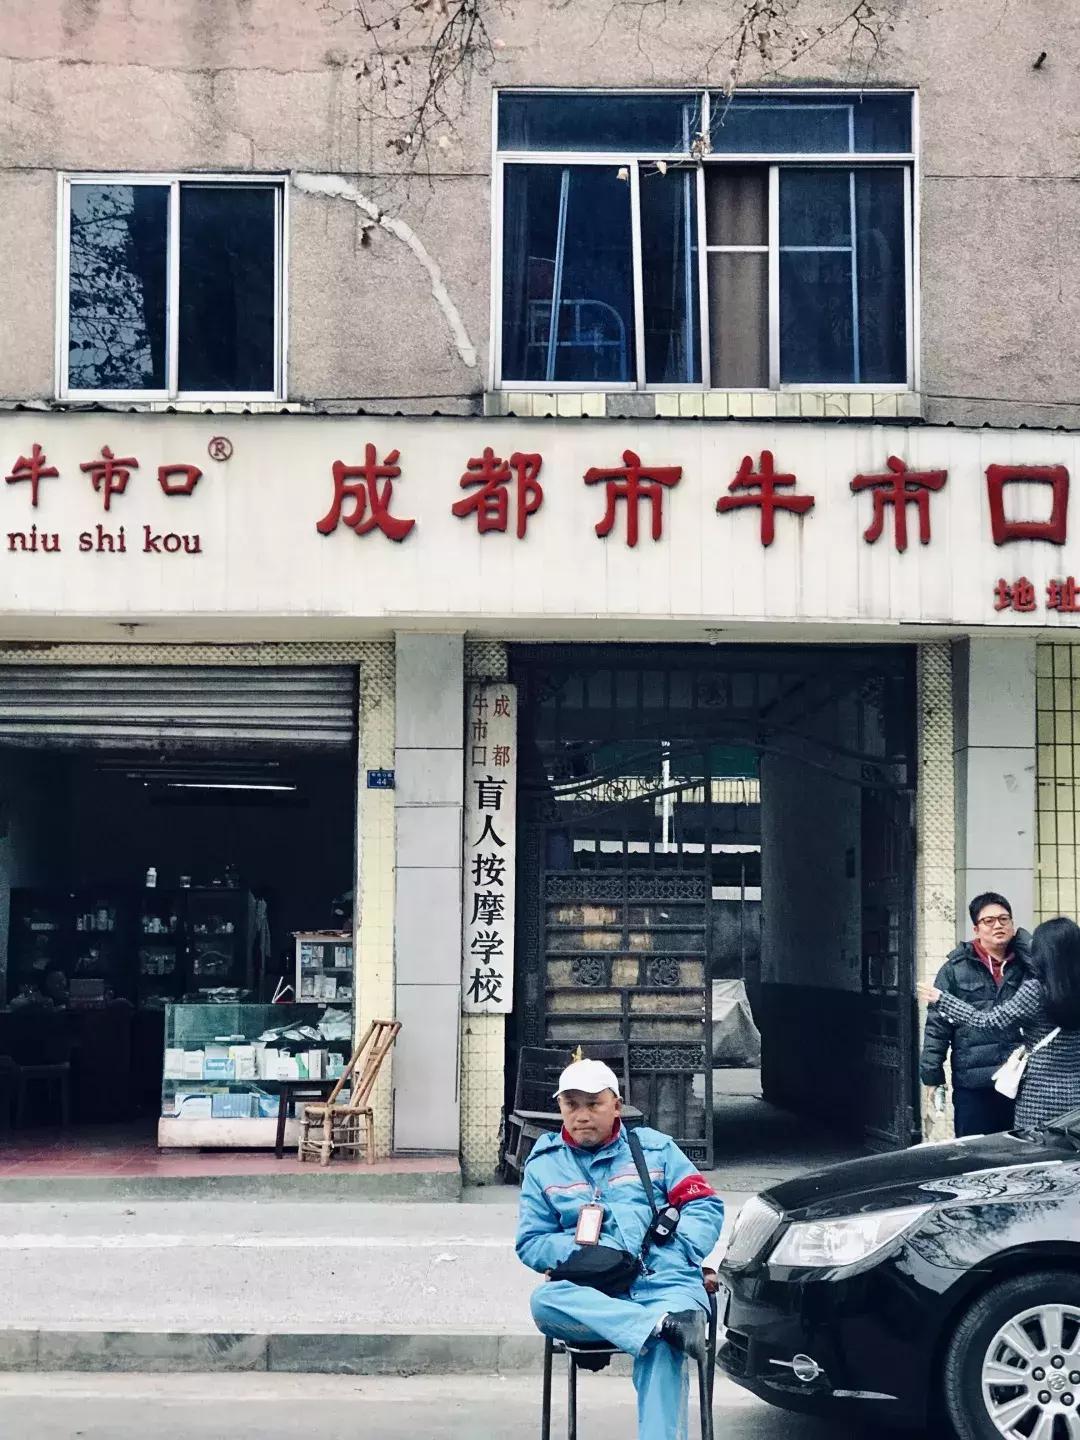 牛市口®
niu shi kou
成都市牛市口
地址
成都
牛市口
盲人按摩学校
44